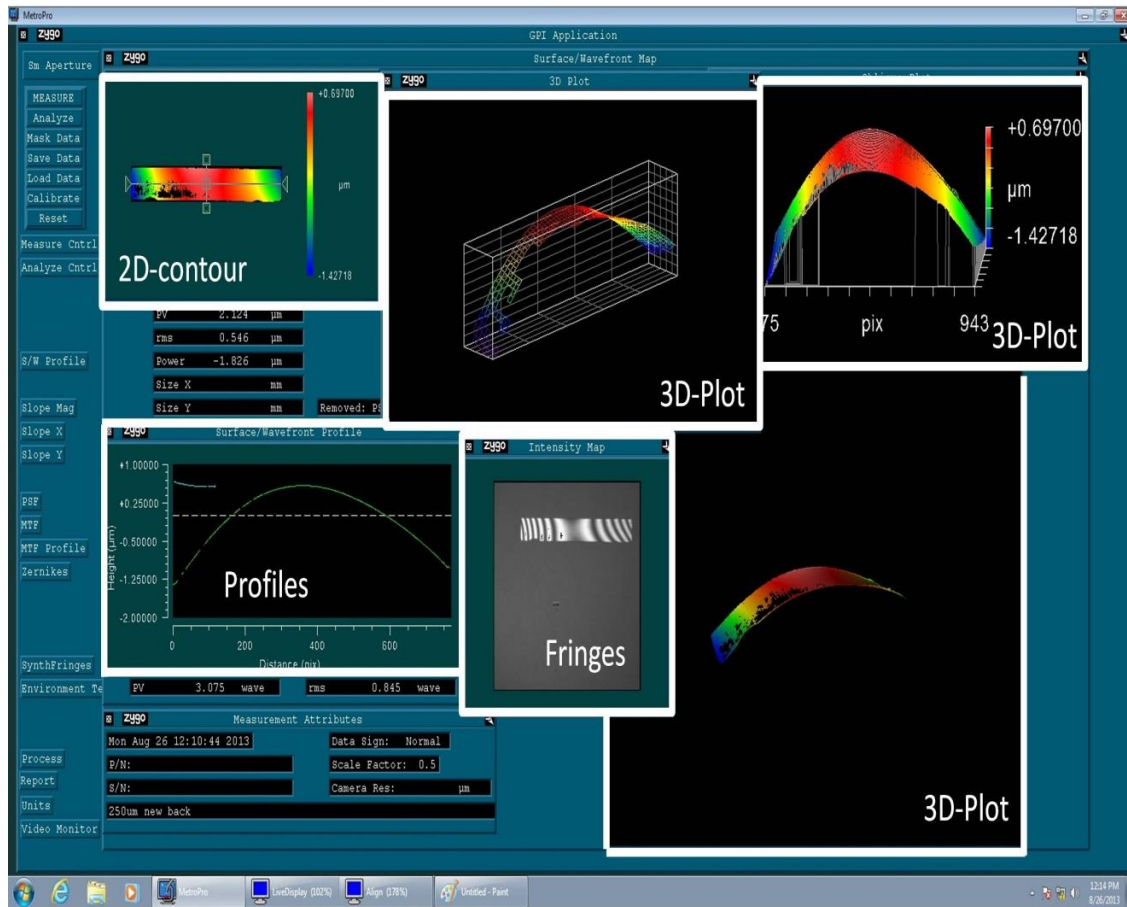 MetroPro
zygo
GPI Application
Sm Aperture
zygo
Surface/Wavefront Map
MEASURE
Analyze
Mask Data
Save Data
Load Data
Calibrate
Reset
Measure Cntrl
Analyze Cntrl
S/W Profile
Slope Mag
Slope X
Slope Y
PSF
MTF
MTF Profile
Zernikes
SynthFringes
Environment Te
Process
Report
Units
Video Monitor
+0.69700
µm
-1.42718
2D-contour
zygo
3D Plot
3D-Plot
+0.69700
µm
-1.42718
75
pix
943
3D-Plot
PV 2.124 µm
rms 0.546 µm
Power -1.826 µm
Size X mm
Size Y mm
Removed: PS
zygo
Surface/Wavefront Profile
+1.00000
+0.25000
-0.50000
-1.25000
-2.00000
Height (µm)
0
200
400
600
Distance (pix)
Profiles
zygo
Intensity Map
Fringes
3D-Plot
PV 3.075 wave
rms 0.845 wave
zygo
Measurement Attributes
Mon Aug 26 12:10:44 2013
Data Sign: Normal
P/N:
Scale Factor: 0.5
S/N:
Camera Res: µm
250um new back
MetroPro
LiveDisplay (102%)
Align (178%)
Untitled - Paint
12:14 PM
8/26/2013